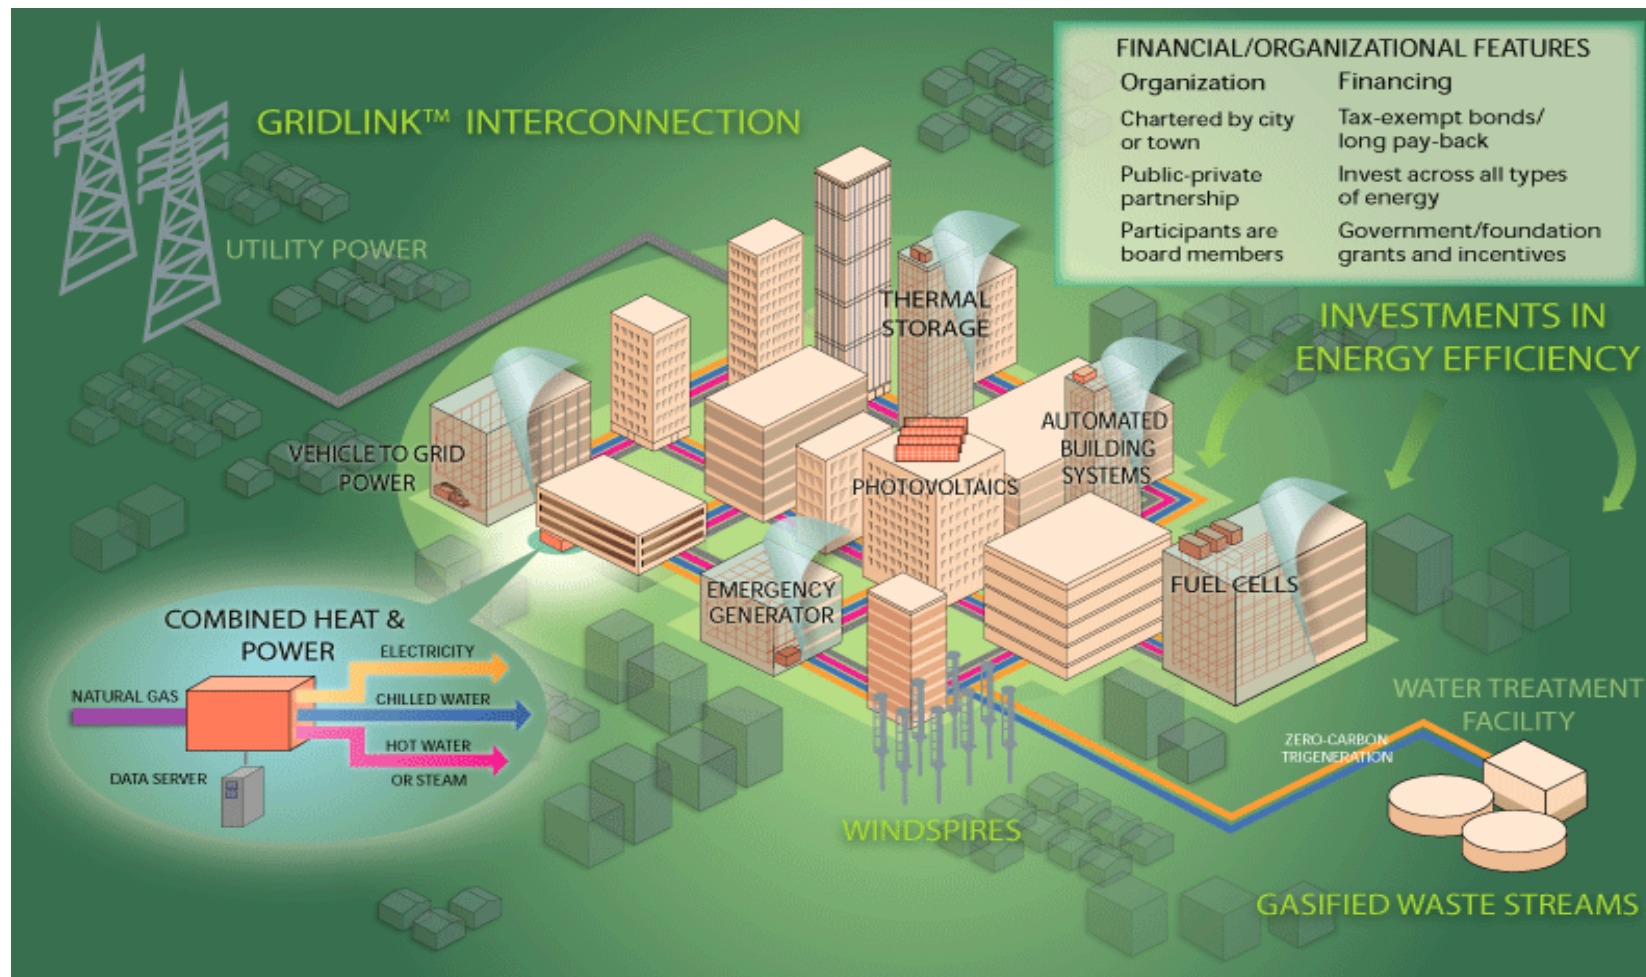 GRIDLINK™ INTERCONNECTION
UTILITY POWER
FINANCIAL/ORGANIZATIONAL FEATURES
Organization
Chartered by city
or town
Public-private
partnership
Participants are
board members
Financing
Tax-exempt bonds/
long pay-back
Invest across all types
of energy
Government/foundation
grants and incentives
INVESTMENTS IN
ENERGY EFFICIENCY
THERMAL
STORAGE
AUTOMATED
BUILDING
SYSTEMS
VEHICLE TO GRID
POWER
PHOTOVOLTAICS
EMERGENCY
GENERATOR
FUEL CELLS
COMBINED HEAT &
POWER
ELECTRICITY
NATURAL GAS
CHILLED WATER
HOT WATER
OR STEAM
DATA SERVER
WINDSPIRES
ZERO-CARBON
TRIGENERATION
WATER TREATMENT
FACILITY
GASIFIED WASTE STREAMS